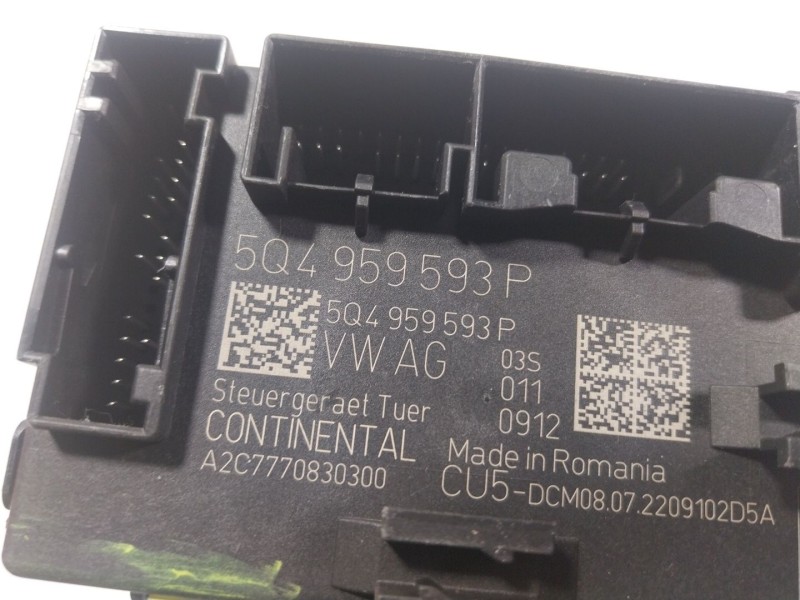 5Q4 959 593 P
5Q4 959 593 P
VW AG
03S
011
0912
Steuergeraet Tuer
CONTINENTAL
A2C7770830300
Made in Romania
CU5-DCM08.07.2209102D5A